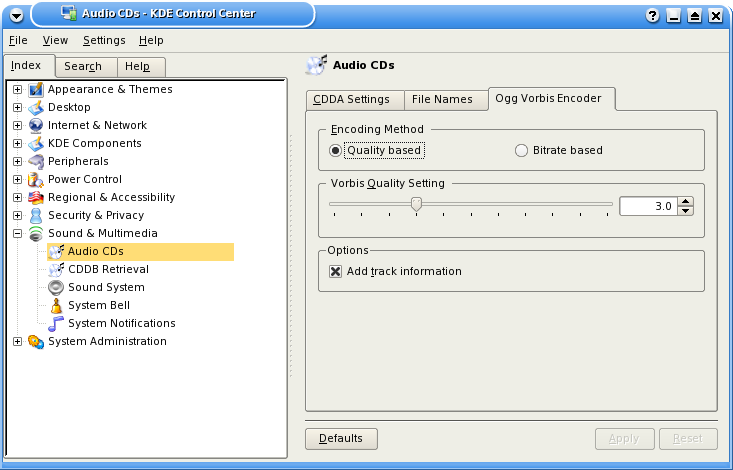 Audio CDs - KDE Control Center
File View Settings Help
Index Search Help
Appearance & Themes
Desktop
Internet & Network
KDE Components
Peripherals
Power Control
Regional & Accessibility
Security & Privacy
Sound & Multimedia
Audio CDs
CDDB Retrieval
Sound System
System Bell
System Notifications
System Administration
Audio CDs
CDDA Settings File Names Ogg Vorbis Encoder
Encoding Method
Quality based Bitrate based
Vorbis Quality Setting
3.0
Options
Add track information
Defaults Apply Reset